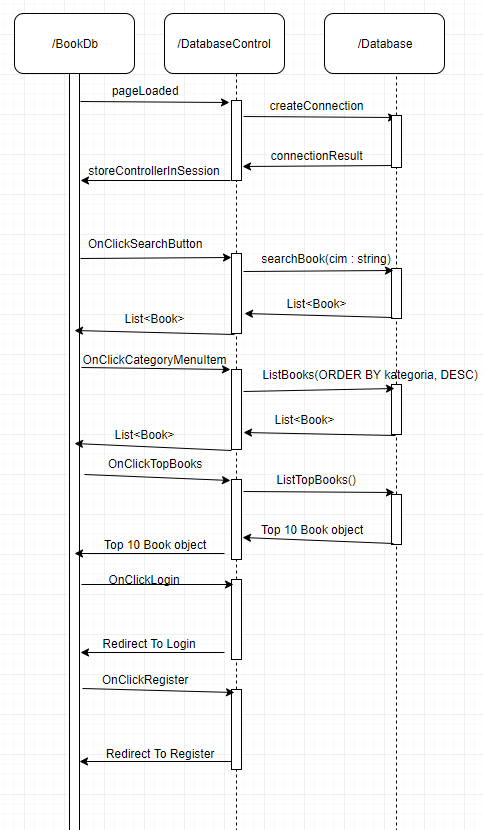 /BookDb
/DatabaseControl
/Database
pageLoaded
createConnection
connectionResult
storeControllerInSession
OnClickSearchButton
searchBook(cim : string)
List<Book>
List<Book>
OnClickCategoryMenuItem
ListBooks(ORDER BY kategoria, DESC)
List<Book>
List<Book>
OnClickTopBooks
ListTopBooks()
Top 10 Book object
Top 10 Book object
OnClickLogin
Redirect To Login
OnClickRegister
Redirect To Register